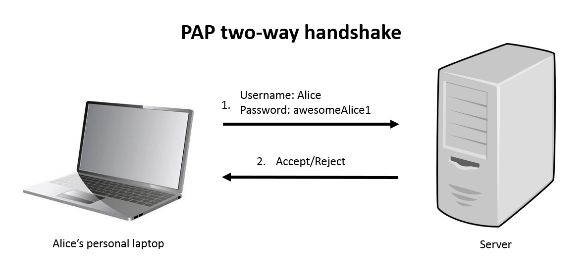 PAP two-way handshake
1. Username: Alice
Password: awesomeAlice1
2. Accept/Reject
Alice's personal laptop
Server